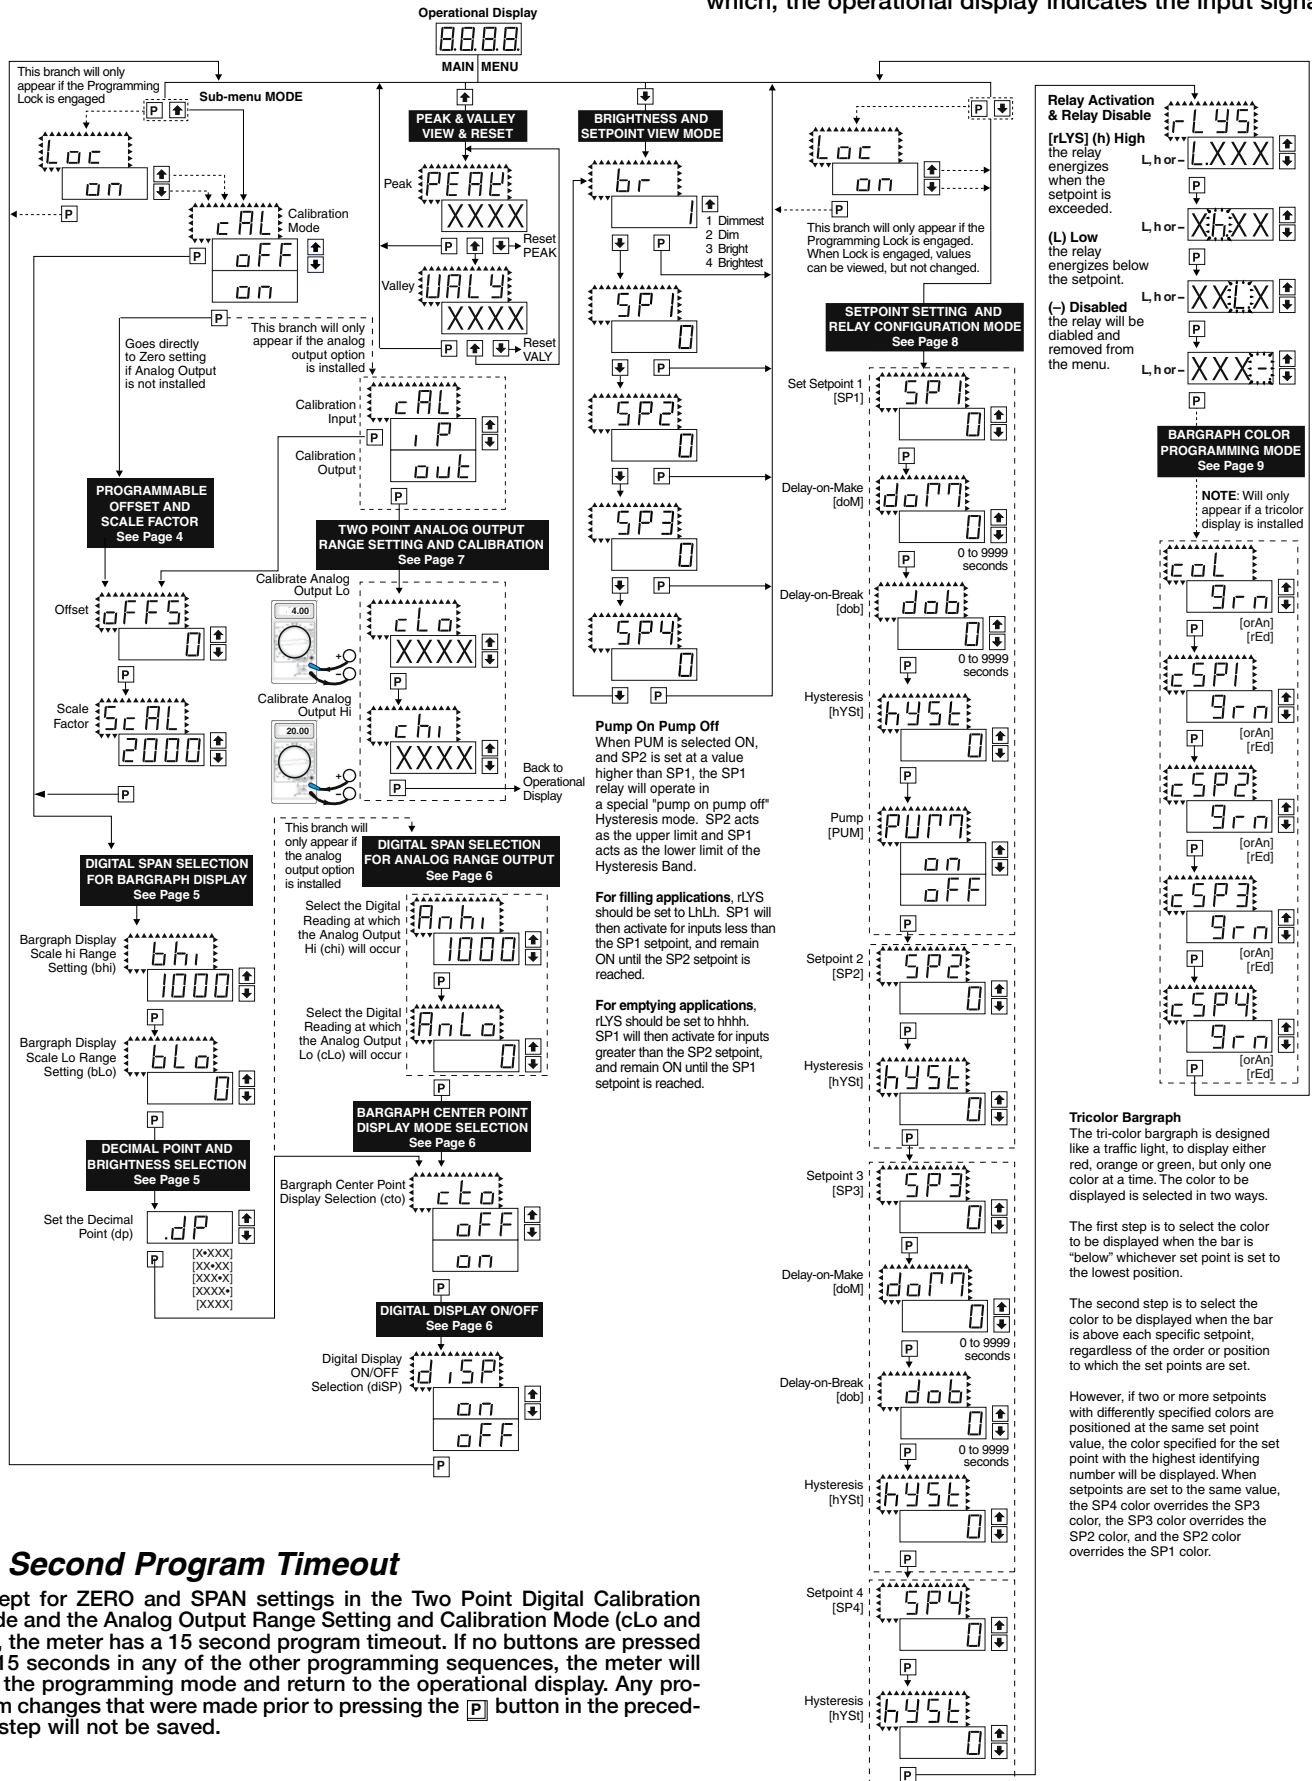 which, the operational display indicates the input signa
Operational Display
8.8.8.8.
MAIN MENU
This branch will only
appear if the Programming
Lock is engaged
P
Sub-menu MODE
Loc
on
P
cAL
oFF
on
Calibration
Mode
P
P
Goes directly
to Zero setting
if Analog Output
is not installed
This branch will only
appear if the analog
output option
is installed
PEAK & VALLEY
VIEW & RESET
Peak
PEAK
XXXX
P
Reset
PEAK
Valley
VALY
XXXX
P
Reset
VALY
Calibration
Input
Calibration
Output
cAL
iP
out
P
P
PROGRAMMABLE
OFFSET AND
SCALE FACTOR
See Page 4
Offset
oFFS
0
P
Scale
Factor
ScAL
2000
P
TWO POINT ANALOG OUTPUT
RANGE SETTING AND CALIBRATION
See Page 7
Calibrate Analog
Output Lo
4.00
+
–
cLo
XXXX
P
Calibrate Analog
Output Hi
20.00
+
–
chi
XXXX
P
Back to
Operational
Display
DIGITAL SPAN SELECTION
FOR BARGRAPH DISPLAY
See Page 5
Bargraph Display
Scale hi Range
Setting (bhi)
bhi
1000
P
Bargraph Display
Scale Lo Range
Setting (bLo)
bLo
0
P
DECIMAL POINT AND
BRIGHTNESS SELECTION
See Page 5
Set the Decimal
Point (dp)
.dP
P
[X•XXX]
[XX•XX]
[XXX•X]
[XXXX•]
[XXXX]
This branch will
only appear if
the analog
output option
is installed
DIGITAL SPAN SELECTION
FOR ANALOG RANGE OUTPUT
See Page 6
Select the Digital
Reading at which
the Analog Output
Hi (chi) will occur
Anhi
1000
P
Select the Digital
Reading at which
the Analog Output
Lo (cLo) will occur
AnLo
0
P
BARGRAPH CENTER POINT
DISPLAY MODE SELECTION
See Page 6
Bargraph Center Point
Display Selection (cto)
cto
oFF
on
P
DIGITAL DISPLAY ON/OFF
See Page 6
Digital Display
ON/OFF
Selection (diSP)
diSP
on
oFF
P
BRIGHTNESS AND
SETPOINT VIEW MODE
br
1
1 Dimmest
2 Dim
3 Bright
4 Brightest
P
SP1
0
P
SP2
0
P
SP3
0
P
SP4
0
P
Pump On Pump Off
When PUM is selected ON,
and SP2 is set at a value
higher than SP1, the SP1
relay will operate in
a special "pump on pump off"
Hysteresis mode. SP2 acts
as the upper limit and SP1
acts as the lower limit of the
Hysteresis Band.
For filling applications, rLYS
should be set to LhLh. SP1 will
then activate for inputs less than
the SP1 setpoint, and remain
ON until the SP2 setpoint is
reached.
For emptying applications,
rLYS should be set to hhhh.
SP1 will then activate for inputs
greater than the SP2 setpoint,
and remain ON until the SP1
setpoint is reached.
P
Loc
on
P
This branch will only appear if the
Programming Lock is engaged.
When Lock is engaged, values
can be viewed, but not changed.
SETPOINT SETTING AND
RELAY CONFIGURATION MODE
See Page 8
Set Setpoint 1
[SP1]
SP1
0
P
Delay-on-Make
[doM]
doM
0
0 to 9999
seconds
P
Delay-on-Break
[dob]
dob
0
0 to 9999
seconds
P
Hysteresis
[hYSt]
hYSt
0
P
Pump
[PUM]
PUM
on
oFF
P
Setpoint 2
[SP2]
SP2
0
P
Hysteresis
[hYSt]
hYSt
0
P
Setpoint 3
[SP3]
SP3
0
P
Delay-on-Make
[doM]
doM
0
0 to 9999
seconds
P
Delay-on-Break
[dob]
dob
0
0 to 9999
seconds
P
Hysteresis
[hYSt]
hYSt
0
P
Setpoint 4
[SP4]
SP4
0
P
Hysteresis
[hYSt]
hYSt
0
P
Relay Activation
& Relay Disable
[rLYS] (h) High
the relay
energizes
when the
setpoint is
exceeded.
(L) Low
the relay
energizes below
the setpoint.
(–) Disabled
the relay will be
diabled and
removed from
the menu.
rLYS
L, h or – L.XXX
P
L, h or – XhXX
P
L, h or – XXLX
P
L, h or – XXX-
P
BARGRAPH COLOR
PROGRAMMING MODE
See Page 9
NOTE: Will only
appear if a tricolor
display is installed
coL
grn
[orAn]
[rEd]
P
cSP1
grn
[orAn]
[rEd]
P
cSP2
grn
[orAn]
[rEd]
P
cSP3
grn
[orAn]
[rEd]
P
cSP4
grn
[orAn]
[rEd]
P
Tricolor Bargraph
The tri-color bargraph is designed
like a traffic light, to display either
red, orange or green, but only one
color at a time. The color to be
displayed is selected in two ways.
The first step is to select the color
to be displayed when the bar is
“below” whichever set point is set to
the lowest position.
The second step is to select the
color to be displayed when the bar
is above each specific setpoint,
regardless of the order or position
to which the set points are set.
However, if two or more setpoints
with differently specified colors are
positioned at the same set point
value, the color specified for the set
point with the highest identifying
number will be displayed. When
setpoints are set to the same value,
the SP4 color overrides the SP3
color, the SP3 color overrides the
SP2 color, and the SP2 color
overrides the SP1 color.
Second Program Timeout
ept for ZERO and SPAN settings in the Two Point Digital Calibration
de and the Analog Output Range Setting and Calibration Mode (cLo and
, the meter has a 15 second program timeout. If no buttons are pressed
15 seconds in any of the other programming sequences, the meter will
the programming mode and return to the operational display. Any pro-
m changes that were made prior to pressing the P button in the preced-
step will not be saved.